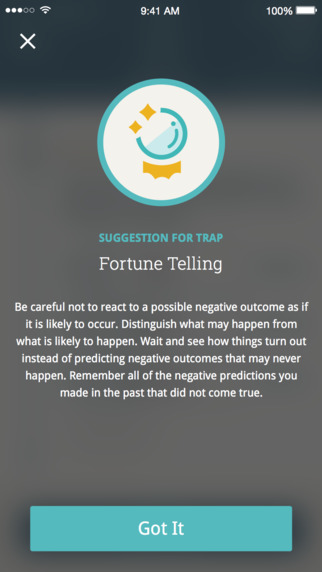 9:41 AM 100%
SUGGESTION FOR TRAP
Fortune Telling
Be careful not to react to a possible negative outcome as if
it is likely to occur. Distinguish what may happen from
what is likely to happen. Wait and see how things turn out
instead of predicting negative outcomes that may never
happen. Remember all of the negative predictions you
made in the past that did not come true.
Got It